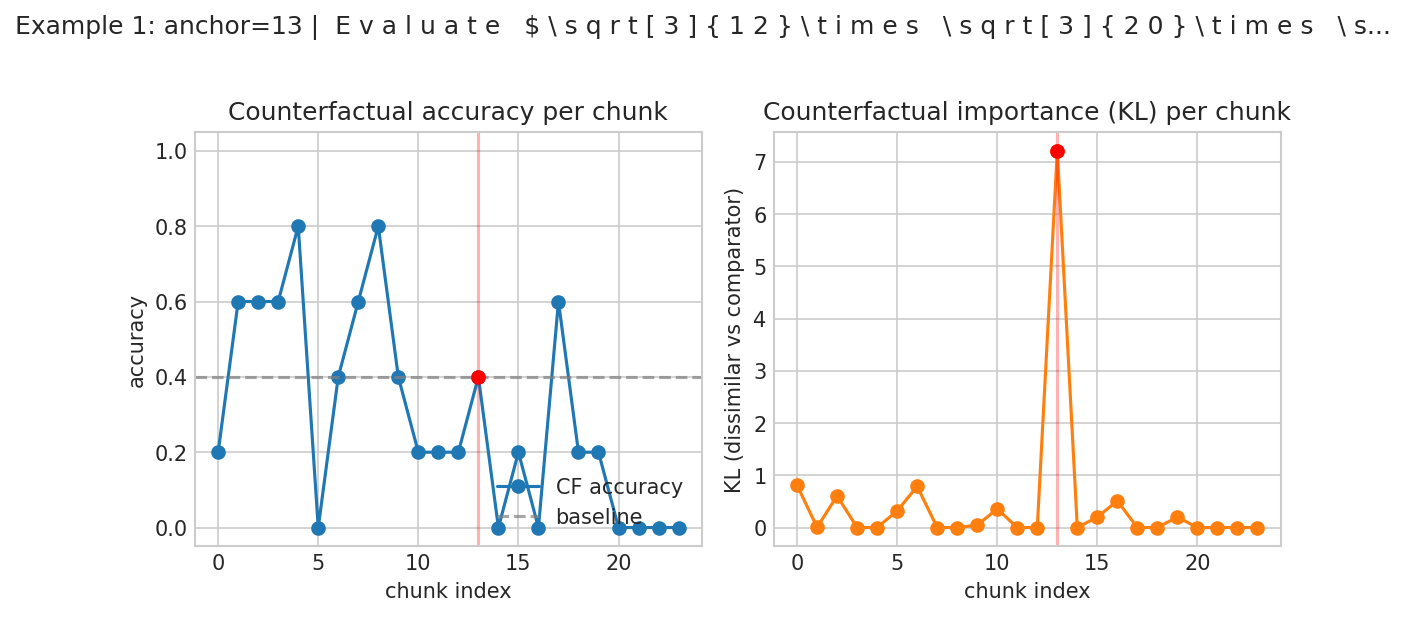 Example 1: anchor=13 |  E v a l u a t e   $ \ s q r t [ 3 ] { 1 2 } \ t i m e s   \ s q r t [ 3 ] { 2 0 } \ t i m e s   \ s...
Counterfactual accuracy per chunk
accuracy
1.0
0.8
0.6
0.4
0.2
0.0
CF accuracy
baseline
0 5 10 15 20
chunk index
Counterfactual importance (KL) per chunk
KL (dissimilar vs comparator)
7
6
5
4
3
2
1
0
0 5 10 15 20
chunk index